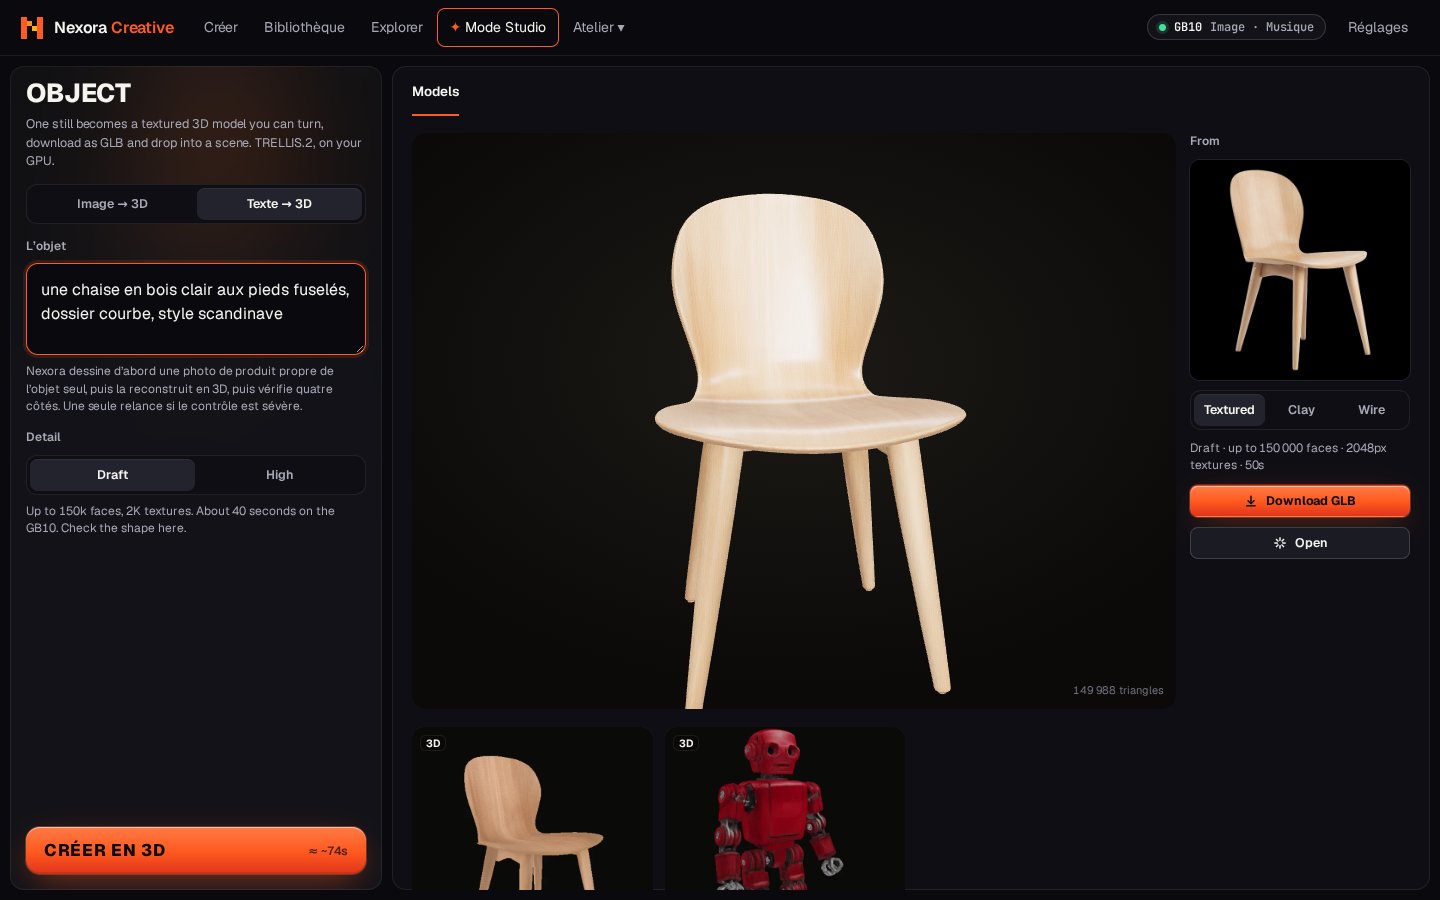 Nexora Creative
Créer
Bibliothèque
Explorer
✦ Mode Studio
Atelier ▾
GB10 Image · Musique
Réglages
OBJECT
One still becomes a textured 3D model you can turn,
download as GLB and drop into a scene. TRELLIS.2, on your
GPU.
Image → 3D
Texte → 3D
L'objet
une chaise en bois clair aux pieds fuselés,
dossier courbe, style scandinave
Nexora dessine d'abord une photo de produit propre de
l'objet seul, puis la reconstruit en 3D, puis vérifie quatre
côtés. Une seule relance si le contrôle est sévère.
Detail
Draft
High
Up to 150k faces, 2K textures. About 40 seconds on the
GB10. Check the shape here.
CRÉER EN 3D
≈ ~74s
Models
149 988 triangles
From
Textured
Clay
Wire
Draft · up to 150 000 faces · 2048px
textures · 50s
Download GLB
Open
3D
3D